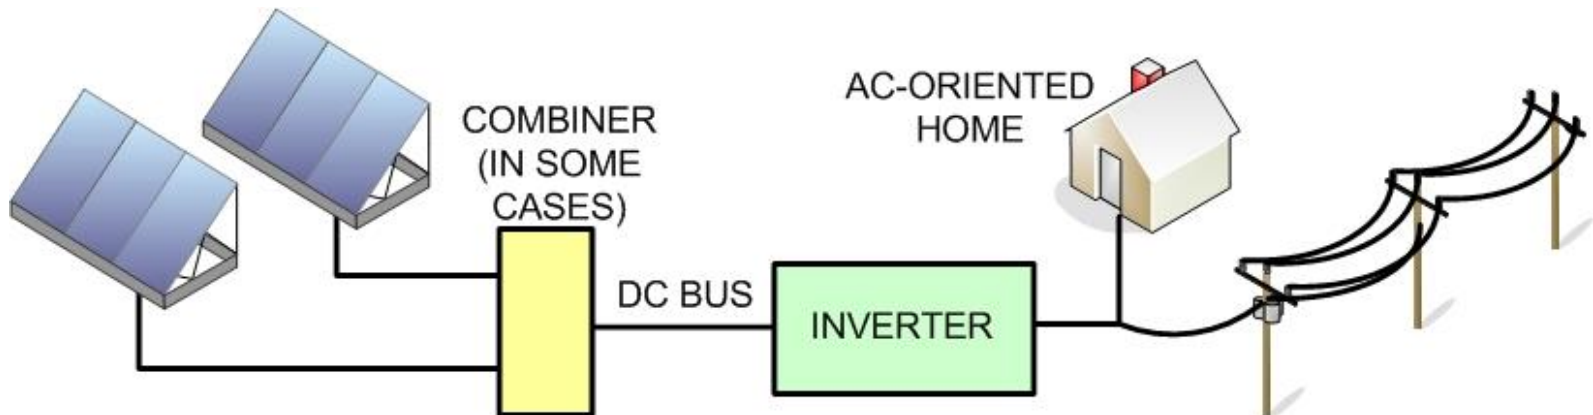 COMBINER
(IN SOME
CASES)
DC BUS
INVERTER
AC-ORIENTED
HOME